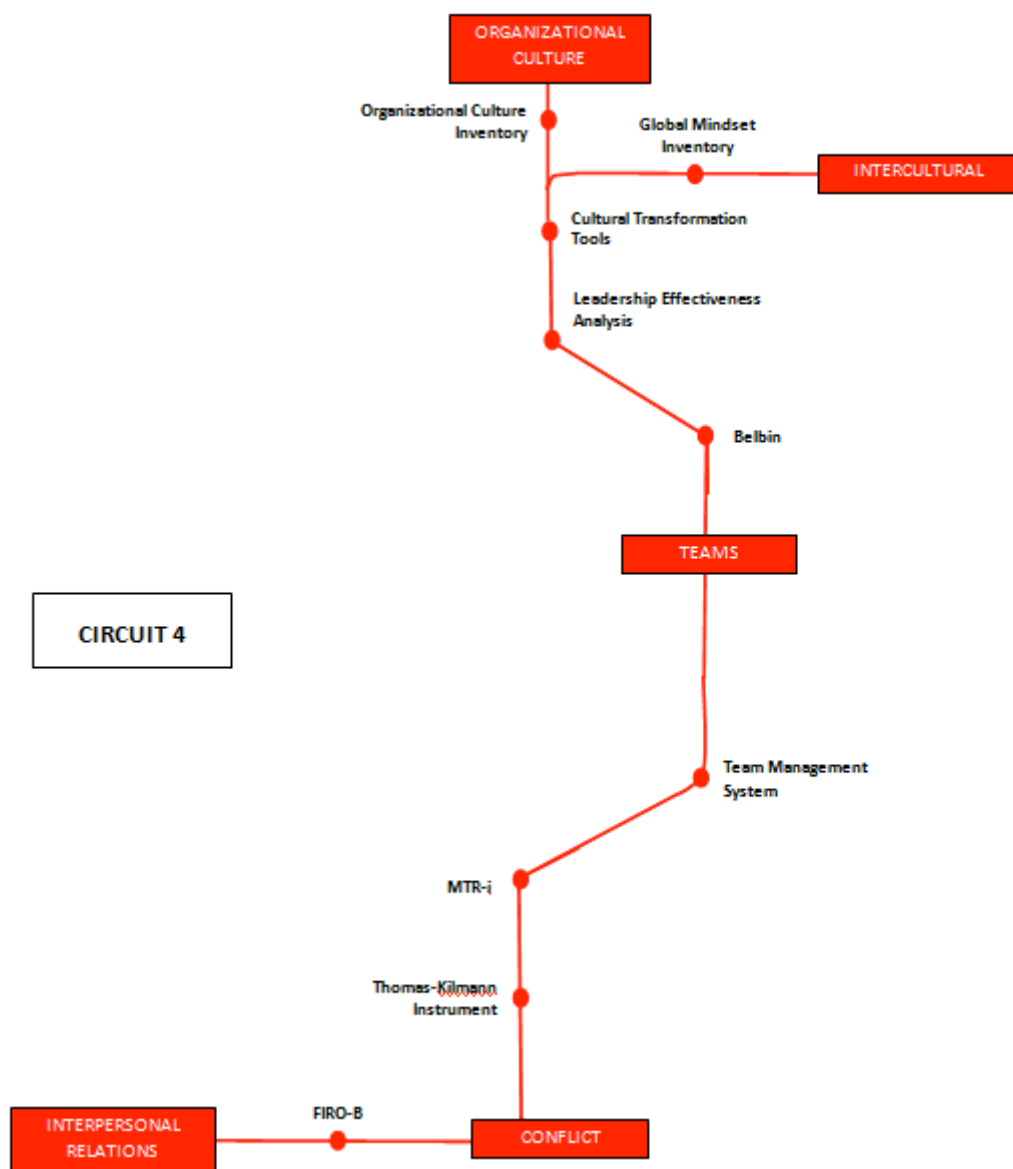 ORGANIZATIONAL
CULTURE
Organizational Culture
Inventory
Global Mindset
Inventory
INTERCULTURAL
Cultural Transformation
Tools
Leadership Effectiveness
Analysis
Belbin
TEAMS
CIRCUIT 4
Team Management
System
MTR-i
Thomas-Kilmann
Instrument
FIRO-B
INTERPERSONAL
RELATIONS
CONFLICT